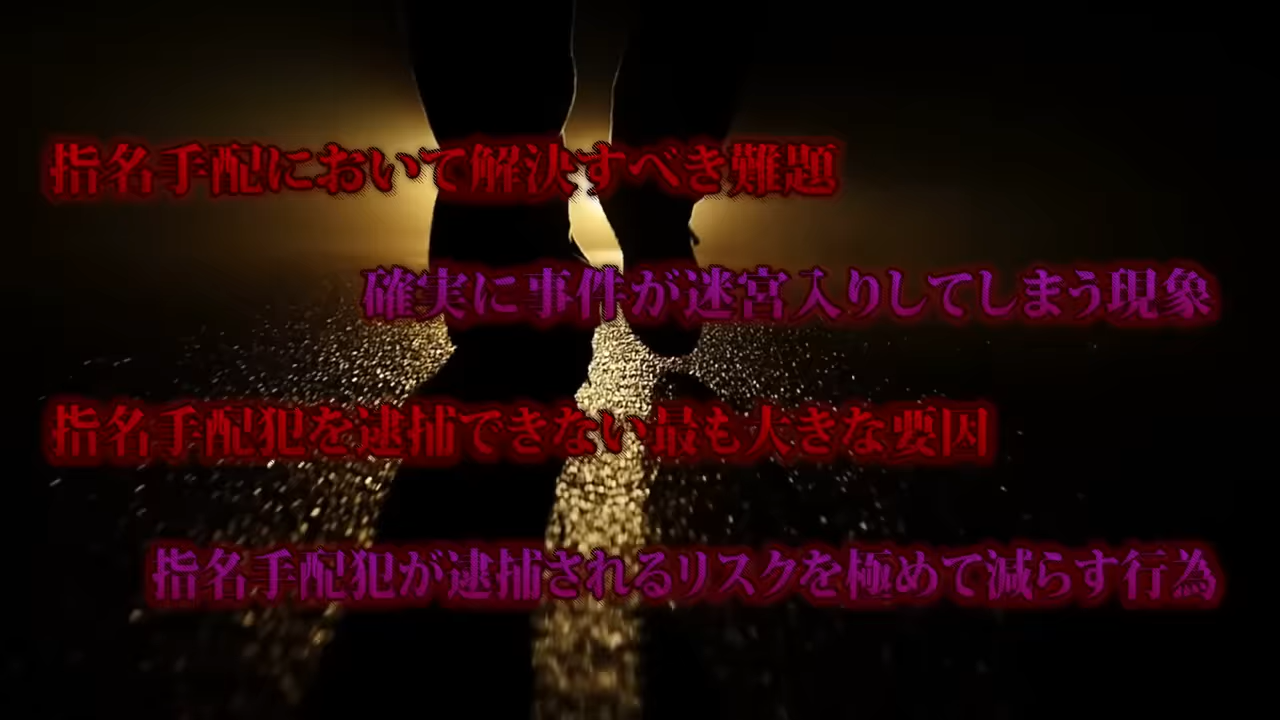 指名手配において解決すべき難題
確実に事件が迷宮入りしてしまう現象
指名手配犯を逮捕できない最も大きな要因
指名手配犯が逮捕されるリスクを極めて減らす行為